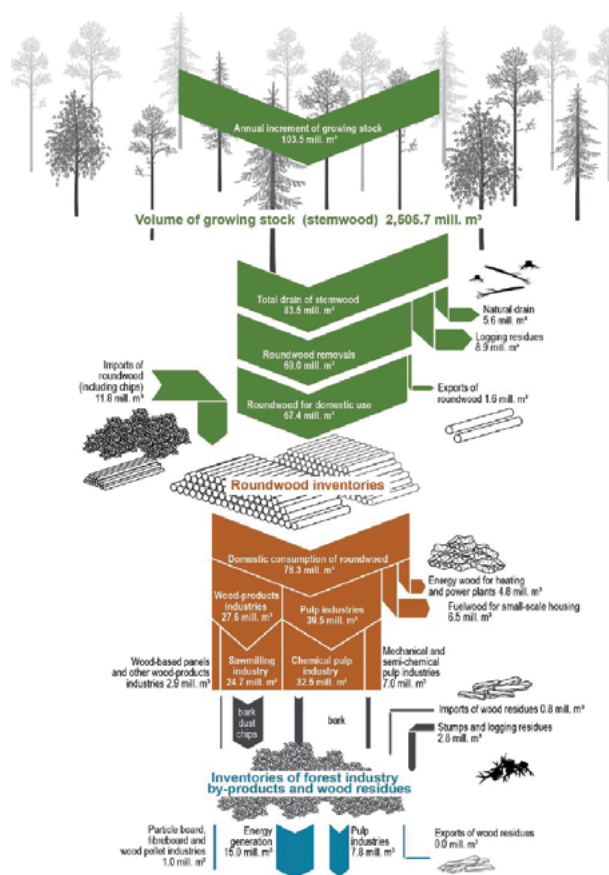 Annual increment of growing stock
103.5 mill. m³
Volume of growing stock (stemwood) 2,505.7 mill. m³
Total drain of stemwood
83.5 mill. m³
Natural drain
5.6 mill. m³
Logging residues
8.9 mill. m³
Roundwood removals
69.0 mill. m³
Imports of
roundwood
(including chips)
11.8 mill. m³
Roundwood for domestic use
67.4 mill. m³
Exports of
roundwood 1.6 mill. m³
Roundwood inventories
Domestic consumption of roundwood
78.3 mill. m³
Energy wood for heating
and power plants 4.8 mill. m³
Fuelwood for small-scale housing
6.5 mill. m³
Wood-products
industries
27.6 mill. m³
Pulp industries
39.5 mill. m³
Wood-based panels
and other wood-products
industries 2.9 mill. m³
Sawmilling
industry
24.7 mill. m³
Chemical pulp
industry
32.5 mill. m³
Mechanical and
semi-chemical
pulp industries
7.0 mill. m³
bark
dust
chips
bark
Imports of wood residues 0.8 mill. m³
Stumps and logging residues
2.8 mill. m³
Inventories of forest industry
by-products and wood residues
Particle board,
fibreboard and
wood pellet industries
1.0 mill. m³
Energy
generation
15.0 mill. m³
Pulp
industries
7.8 mill. m³
Exports of wood residues
0.0 mill. m³